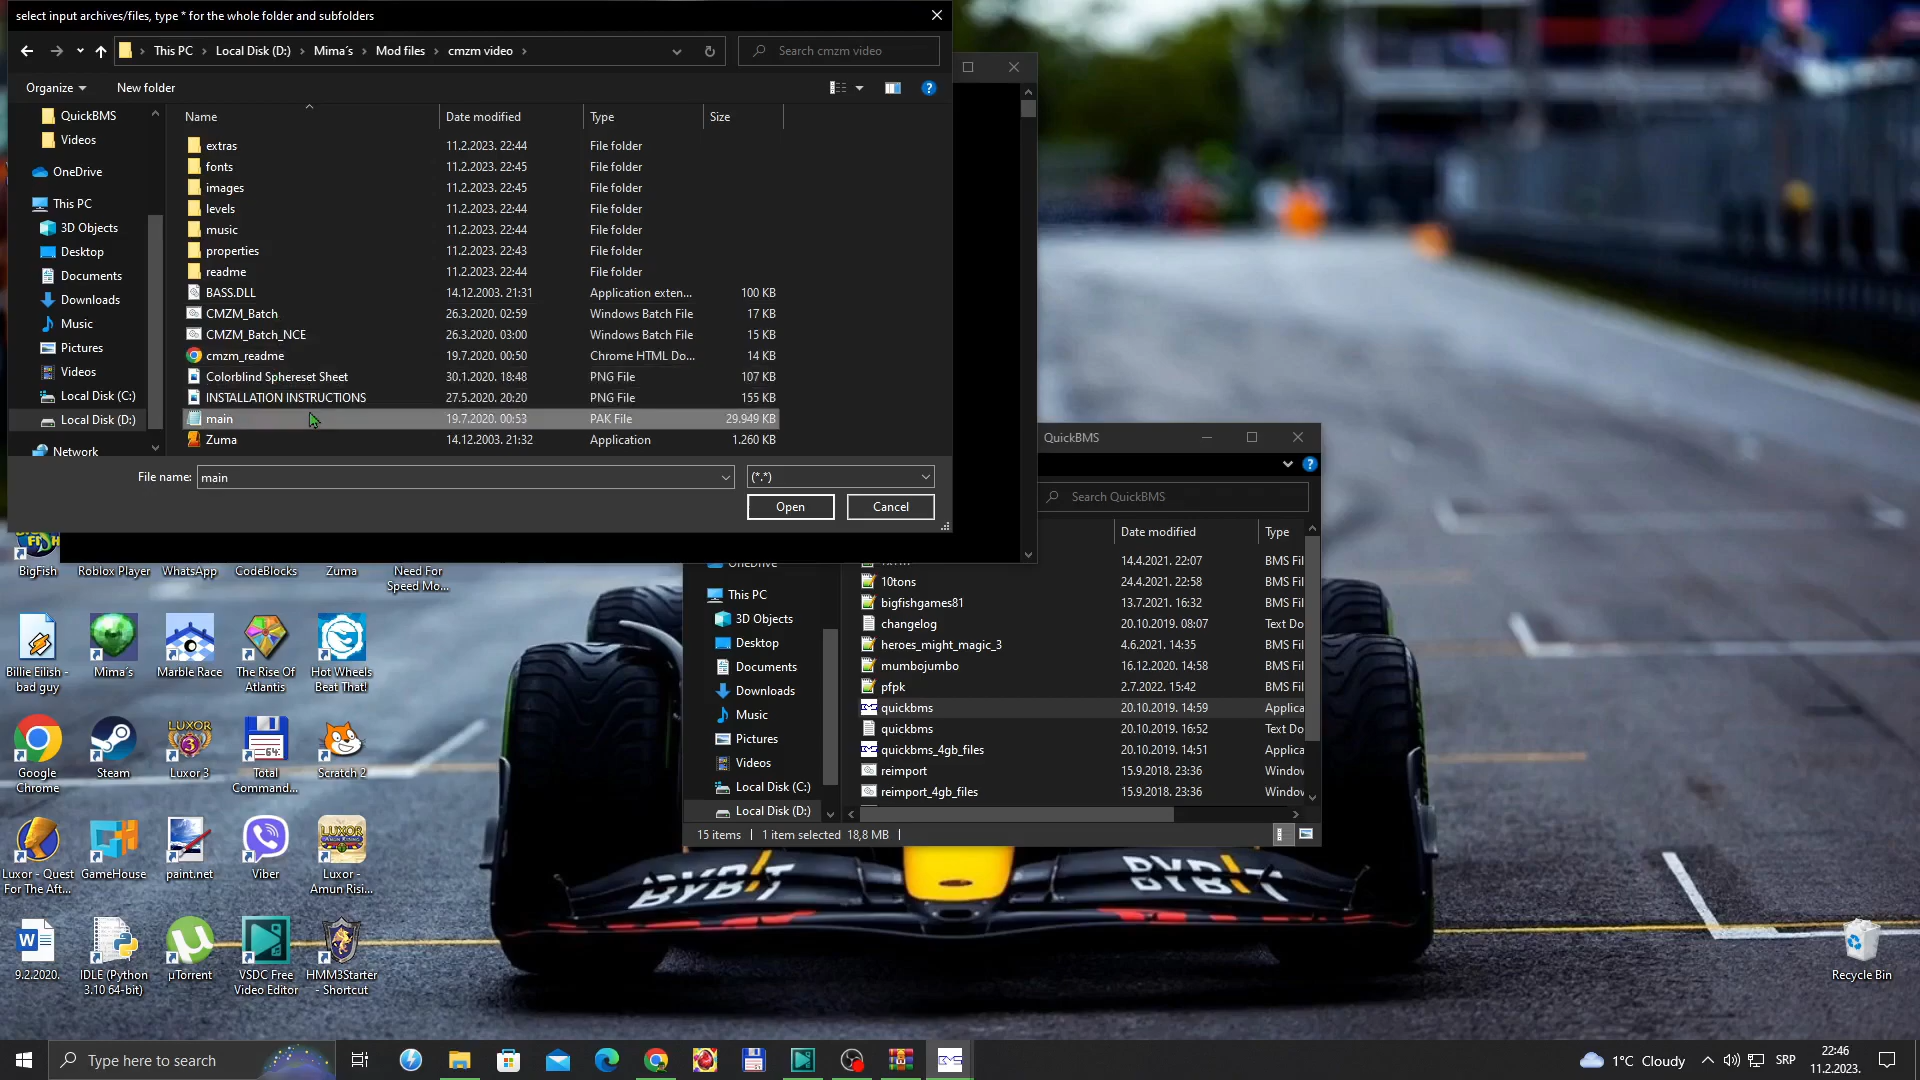 select input archives/files, type * for the whole folder and subfolders
This PC
Local Disk (D:)
Mima´s
Mod files
cmzm video
Search cmzm video
Organize
New folder
QuickBMS
Videos
OneDrive
This PC
3D Objects
Desktop
Documents
Downloads
Music
Pictures
Videos
Local Disk (C:)
Local Disk (D:)
Network
Name Date modified Type Size
extras 11.2.2023. 22:44 File folder
fonts 11.2.2023. 22:45 File folder
images 11.2.2023. 22:45 File folder
levels 11.2.2023. 22:44 File folder
music 11.2.2023. 22:44 File folder
properties 11.2.2023. 22:43 File folder
readme 11.2.2023. 22:44 File folder
BASS.DLL 14.12.2003. 21:31 Application exten... 100 KB
CMZM_Batch 26.3.2020. 02:59 Windows Batch File 17 KB
CMZM_Batch_NCE 26.3.2020. 03:00 Windows Batch File 15 KB
cmzm_readme 19.7.2020. 00:50 Chrome HTML Do... 14 KB
Colorblind Sphereset Sheet 30.1.2020. 18:48 PNG File 107 KB
INSTALLATION INSTRUCTIONS 27.5.2020. 20:20 PNG File 155 KB
main 19.7.2020. 00:53 PAK File 29.949 KB
Zuma 14.12.2003. 21:32 Application 1.260 KB
File name: main
(*.*)
Open
Cancel
QuickBMS
Search QuickBMS
Date modified Type
14.4.2021. 22:07 BMS Fil
10tons 24.4.2021. 22:58 BMS Fil
bigfishgames81 13.7.2021. 16:32 BMS Fil
changelog 20.10.2019. 08:07 Text Do
heroes_might_magic_3 4.6.2021. 14:35 BMS Fil
mumbojumbo 16.12.2020. 14:58 BMS Fil
pfpk 2.7.2022. 15:42 BMS Fil
quickbms 20.10.2019. 14:59 Applica
quickbms 20.10.2019. 16:52 Text Do
quickbms_4gb_files 20.10.2019. 14:51 Applica
reimport 15.9.2018. 23:36 Window
reimport_4gb_files 15.9.2018. 23:36 Window
OneDrive
This PC
3D Objects
Desktop
Documents
Downloads
Music
Pictures
Videos
Local Disk (C:)
Local Disk (D:)
15 items
1 item selected 18,8 MB
BigFish
Roblox Player
WhatsApp
CodeBlocks
Zuma
Need For
Speed Mo...
Billie Eilish -
bad guy
Mima´s
Marble Race
The Rise Of
Atlantis
Hot Wheels
Beat That!
Google
Chrome
Steam
Luxor 3
Total
Command...
Scratch 2
Luxor - Quest
For The Aft...
GameHouse
paint.net
Viber
Luxor -
Amun Risi...
9.2.2020.
IDLE (Python
3.10 64-bit)
µTorrent
VSDC Free
Video Editor
HMM3Starter
- Shortcut
BYBIT
BYBIT
Recycle Bin
Type here to search
1°C Cloudy
SRP
22:46
11.2.2023.